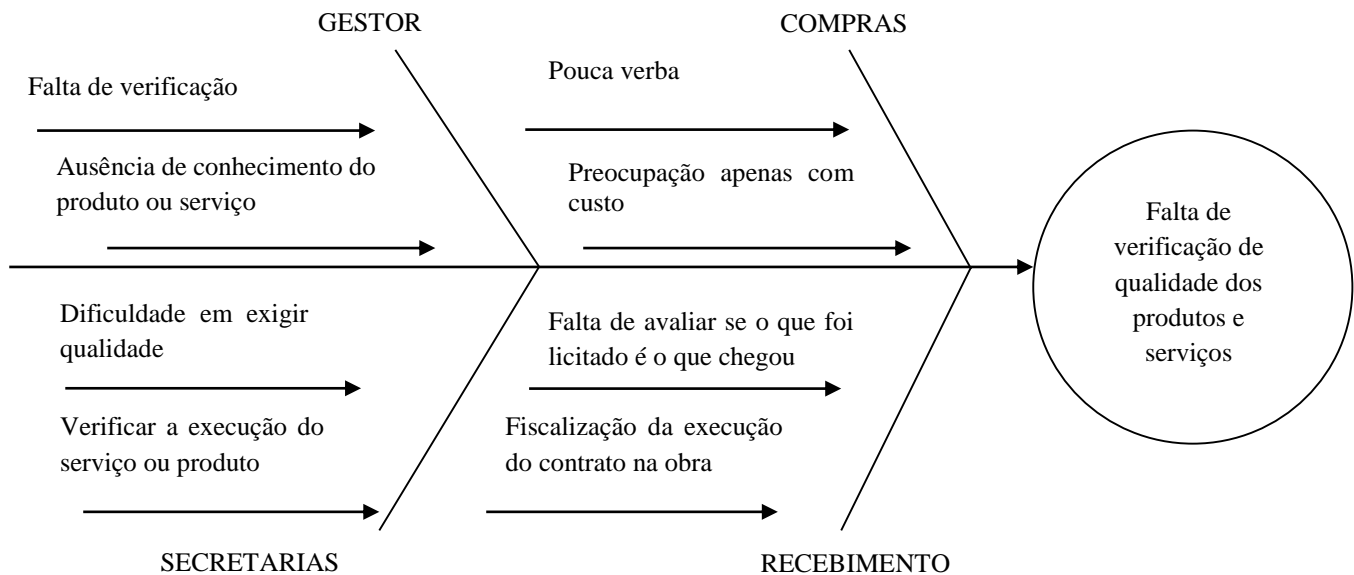 GESTOR
COMPRAS
Falta de verificação
Pouca verba
Ausência de conhecimento do
produto ou serviço
Preocupação apenas com
custo
Falta de
verificação de
qualidade dos
produtos e
serviços
Dificuldade em exigir
qualidade
Falta de avaliar se o que foi
licitado é o que chegou
Verificar a execução do
serviço ou produto
Fiscalização da execução
do contrato na obra
SECRETARIAS
RECEBIMENTO